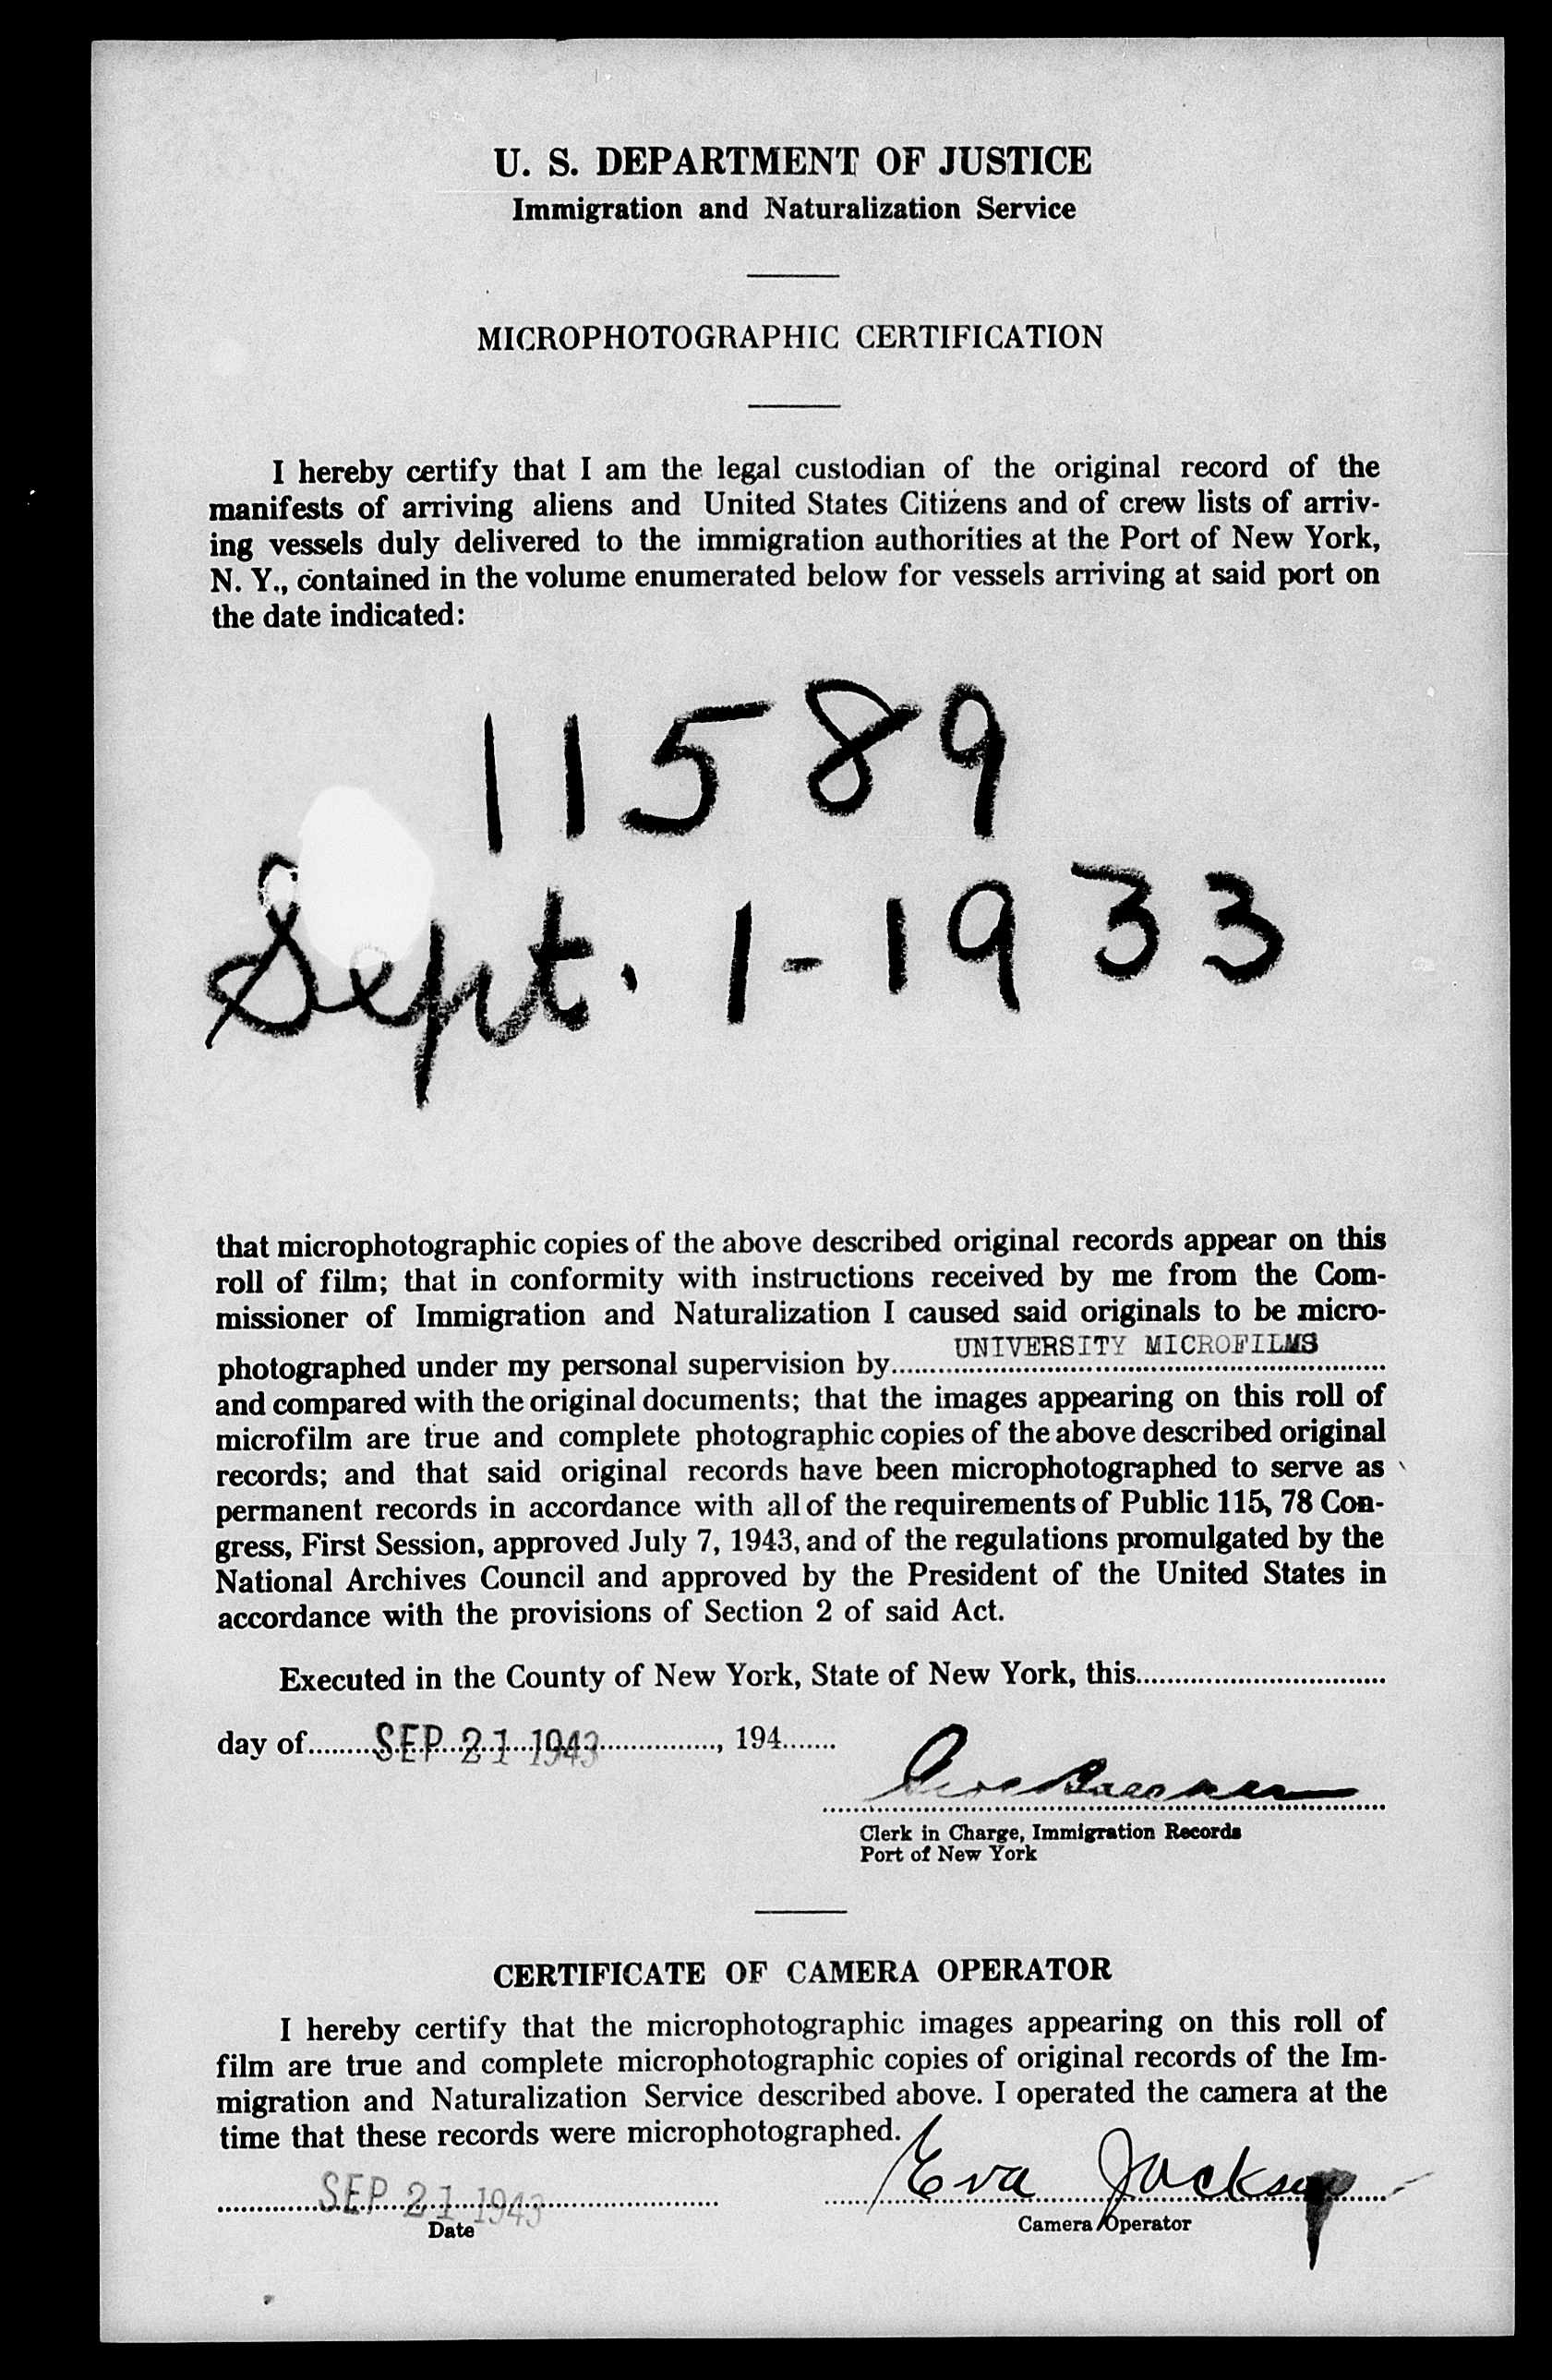 U. S. DEPARTMENT OF JUSTICE
Immigration and Naturalization Service
MICROPHOTOGRAPHIC CERTIFICATION
I hereby certify that I am the legal custodian of the original record of the
manifests of arriving aliens and United States Citizens and of crew lists of arriv-
ing vessels duly delivered to the immigration authorities at the Port of New York,
N. Y., contained in the volume enumerated below for vessels arriving at said port on
the date indicated:
11589
Sept. 1-1933
that microphotographic copies of the above described original records appear on this
roll of film; that in conformity with instructions received by me from the Com-
missioner of Immigration and Naturalization I caused said originals to be micro-
photographed under my personal supervision by UNIVERSITY MICROFILMS
and compared with the original documents; that the images appearing on this roll of
microfilm are true and complete photographic copies of the above described original
records; and that said original records have been microphotographed to serve as
permanent records in accordance with all of the requirements of Public 115, 78 Con-
gress, First Session, approved July 7, 1943, and of the regulations promulgated by the
National Archives Council and approved by the President of the United States in
accordance with the provisions of Section 2 of said Act.
Executed in the County of New York, State of New York, this
day of SEP 21 1943, 194
Clerk in Charge, Immigration Records
Port of New York
CERTIFICATE OF CAMERA OPERATOR
I hereby certify that the microphotographic images appearing on this roll of
film are true and complete microphotographic copies of original records of the Im-
migration and Naturalization Service described above. I operated the camera at the
time that these records were microphotographed.
SEP 21 1943 Eva Jackson
Date Camera Operator